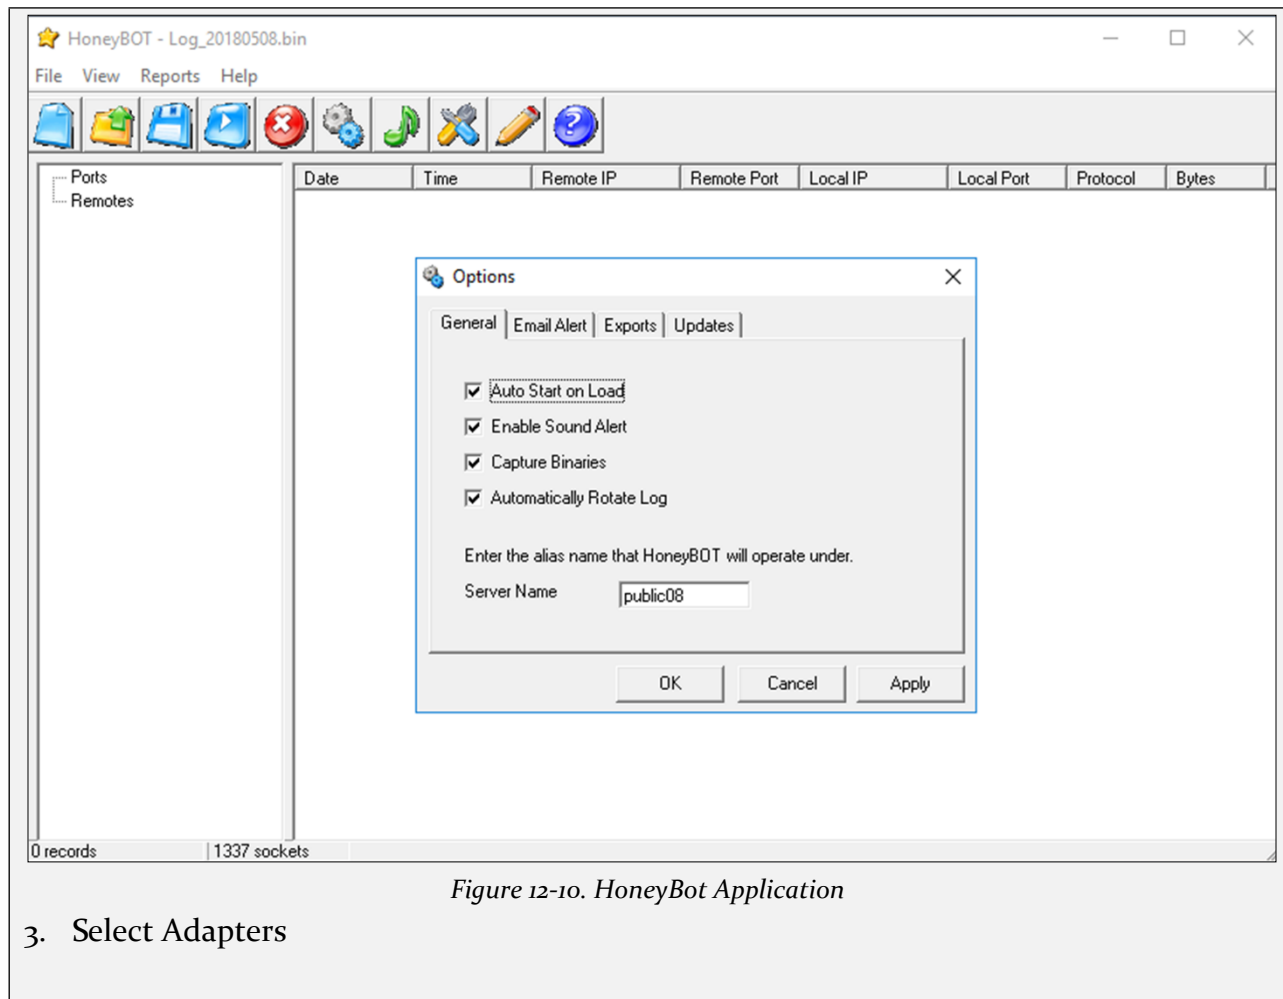 HoneyBOT - Log_20180508.bin
File View Reports Help
Ports
Remotes
Date Time Remote IP Remote Port Local IP Local Port Protocol Bytes
Options
General Email Alert Exports Updates
Auto Start on Load
Enable Sound Alert
Capture Binaries
Automatically Rotate Log
Enter the alias name that HoneyBOT will operate under.
Server Name public08
OK Cancel Apply
0 records 1337 sockets
Figure 12-10. HoneyBot Application
3. Select Adapters